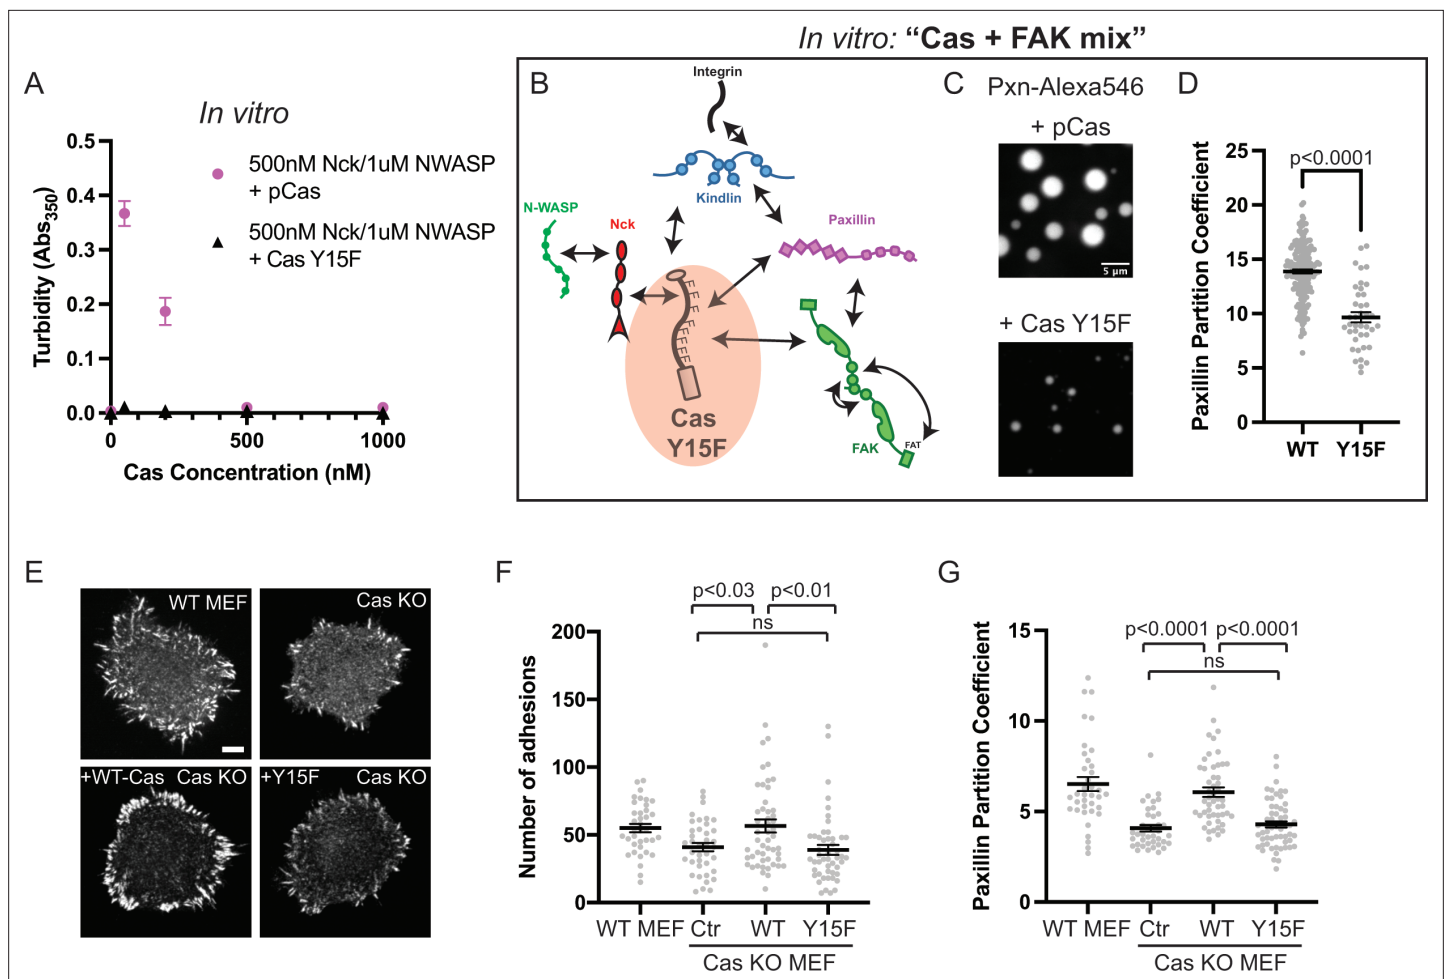 In vitro: “Cas + FAK mix”
A
In vitro
Turbidity (Abs350)
0.5
0.4
0.3
0.2
0.1
0.0
0
500
1000
Cas Concentration (nM)
500nM Nck/1uM NWASP
+ pCas
500nM Nck/1uM NWASP
+ Cas Y15F
B
Integrin
Kindlin
N-WASP
Nck
Paxillin
F
F
F
F
F
F
F
F
F
Cas
Y15F
FAK
FAT
C
Pxn-Alexa546
+ pCas
5 μm
+ Cas Y15F
D
Paxillin Partition Coefficient
25
20
15
10
5
0
p<0.0001
WT
Y15F
E
WT MEF
Cas KO
+WT-Cas
Cas KO
+Y15F
Cas KO
F
p<0.03
p<0.01
ns
Number of adhesions
200
150
100
50
0
WT MEF
Ctr
WT
Y15F
Cas KO MEF
G
p<0.0001
p<0.0001
ns
Paxillin Partition Coefficient
15
10
5
0
WT MEF
Ctr
WT
Y15F
Cas KO MEF